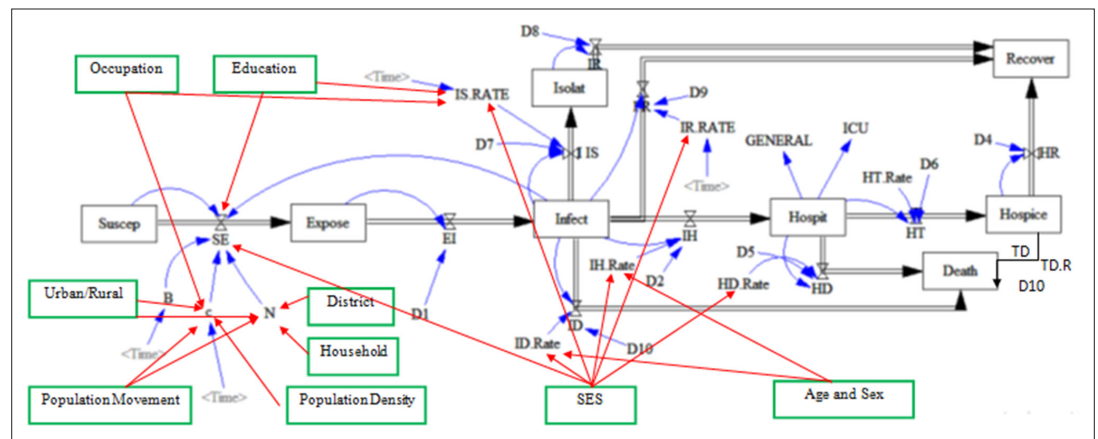 D8
IR
Recover
Occupation
Education
<Time>
IS.RATE
Isolat
D9
IR.RATE
GENERAL
ICU
D7
IS
D4
HR
D6
HT.Rate
<Time>
Suscep
Expose
Infect
Hospit
Hospice
SE
EI
IH
HT
TD
TD.R
D10
D5
Death
IH.Rate
D2
HD.Rate
HD
Urban/Rural
B
c
N
District
D1
ID
<Time>
ID.Rate
D10
Household
Population Movement
<Time>
Population Density
SES
Age and Sex